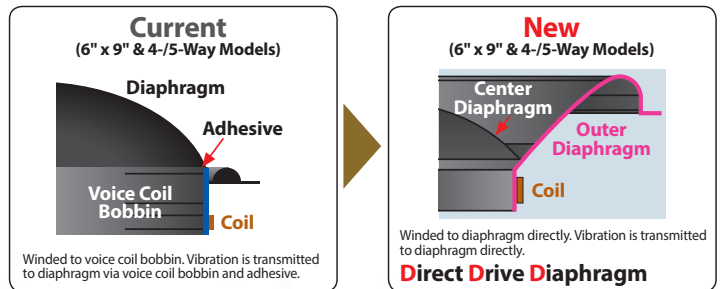 Current
(6" x 9" & 4-/5-Way Models)
Diaphragm
Adhesive
Voice Coil
Bobbin
Coil
Winded to voice coil bobbin. Vibration is transmitted
to diaphragm via voice coil bobbin and adhesive.
New
(6" x 9" & 4-/5-Way Models)
Center
Diaphragm
Outer
Diaphragm
Coil
Winded to diaphragm directly. Vibration is transmitted
to diaphragm directly.
Direct Drive Diaphragm